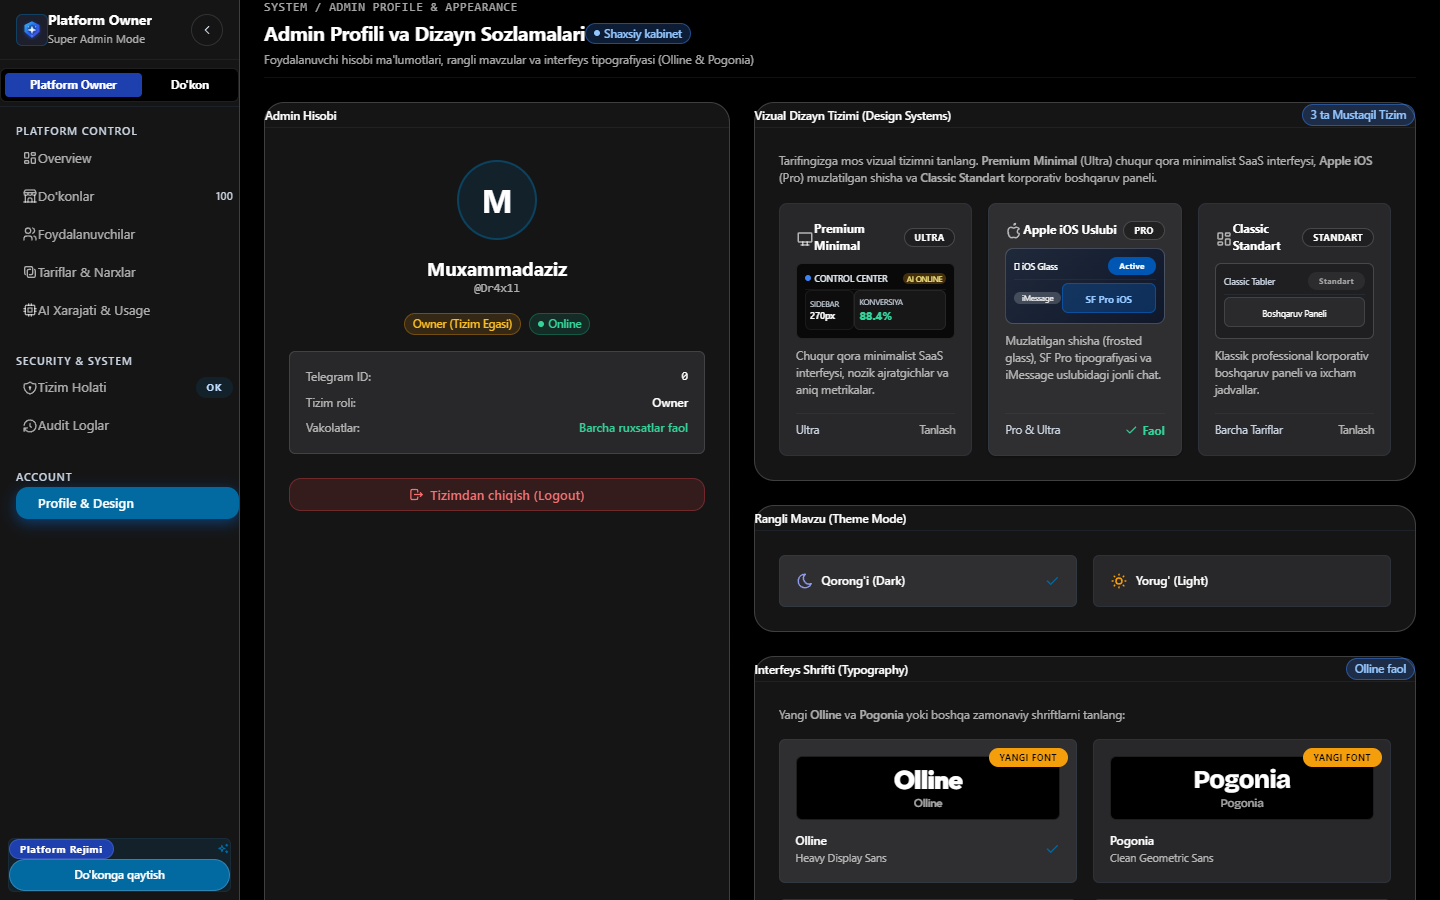 Platform Owner
Super Admin Mode
Platform Owner
Do'kon
PLATFORM CONTROL
Overview
Do'konlar
100
Foydalanuvchilar
Tariflar & Narxlar
AI Xarajati & Usage
SECURITY & SYSTEM
Tizim Holati
OK
Audit Loglar
ACCOUNT
Profile & Design
Platform Rejimi
Do'konga qaytish
SYSTEM / ADMIN PROFILE & APPEARANCE
Admin Profili va Dizayn Sozlamalari
Shaxsiy kabinet
Foydalanuvchi hisobi ma'lumotlari, rangli mavzular va interfeys tipografiyasi (Olline & Pogonia)
Admin Hisobi
M
Muxammadaziz
@Dr4x1l
Owner (Tizim Egasi)
Online
Telegram ID:
0
Tizim roli:
Owner
Vakolatlar:
Barcha ruxsatlar faol
Tizimdan chiqish (Logout)
Vizual Dizayn Tizimi (Design Systems)
3 ta Mustaqil Tizim
Tarifingizga mos vizual tizimni tanlang. Premium Minimal (Ultra) chuqur qora minimalist SaaS interfeysi, Apple iOS
(Pro) muzlatilgan shisha va Classic Standart korporativ boshqaruv paneli.
Premium
Minimal
ULTRA
CONTROL CENTER
AI ONLINE
SIDEBAR
270px
KONVERSIYA
88.4%
Chuqur qora minimalist SaaS
interfeysi, nozik ajratgichlar va
aniq metrikalar.
Ultra
Tanlash
Apple iOS Uslubi
PRO
iOS Glass
Active
iMessage
SF Pro iOS
Muzlatilgan shisha (frosted
glass), SF Pro tipografiyasi va
iMessage uslubidagi jonli chat.
Pro & Ultra
Faol
Classic
Standart
STANDART
Classic Tabler
Standart
Boshqaruv Paneli
Klassik professional korporativ
boshqaruv paneli va ixcham
jadvallar.
Barcha Tariflar
Tanlash
Rangli Mavzu (Theme Mode)
Qorong'i (Dark)
Yorug' (Light)
Interfeys Shrifti (Typography)
Olline faol
Yangi Olline va Pogonia yoki boshqa zamonaviy shriftlarni tanlang:
YANGI FONT
Olline
Olline
Olline
Heavy Display Sans
YANGI FONT
Pogonia
Pogonia
Pogonia
Clean Geometric Sans